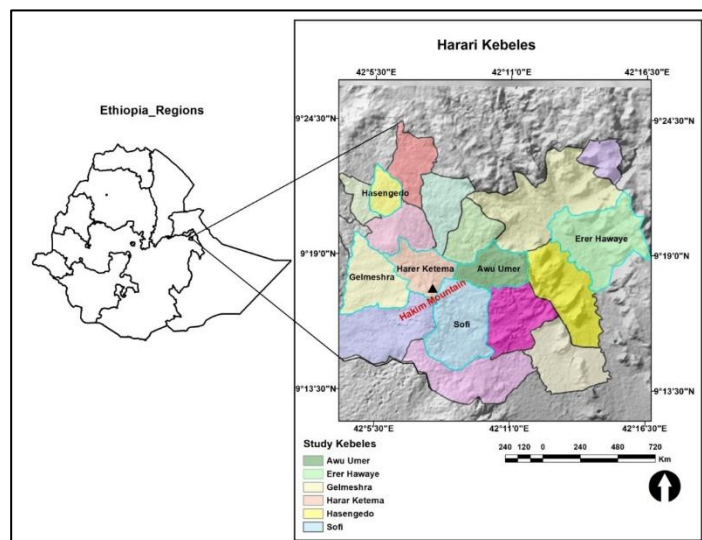 Ethiopia_Regions
Harari Kebeles
42°5'30"E 42°11'0"E 42°16'30"E
9°24'30"N 9°24'30"N
Hasengedo
Erer Hawaye
9°19'0"N 9°19'0"N
Gelmeshra Harer Ketema Awu Umer
Hakim Mountain
Sofi
9°13'30"N 9°13'30"N
42°5'30"E 42°11'0"E 42°16'30"E
Study Kebeles
Awu Umer
Erer Hawaye
Gelmeshra
Harar Ketema
Hasengedo
Sofi
240 120 0 240 480 720
Km